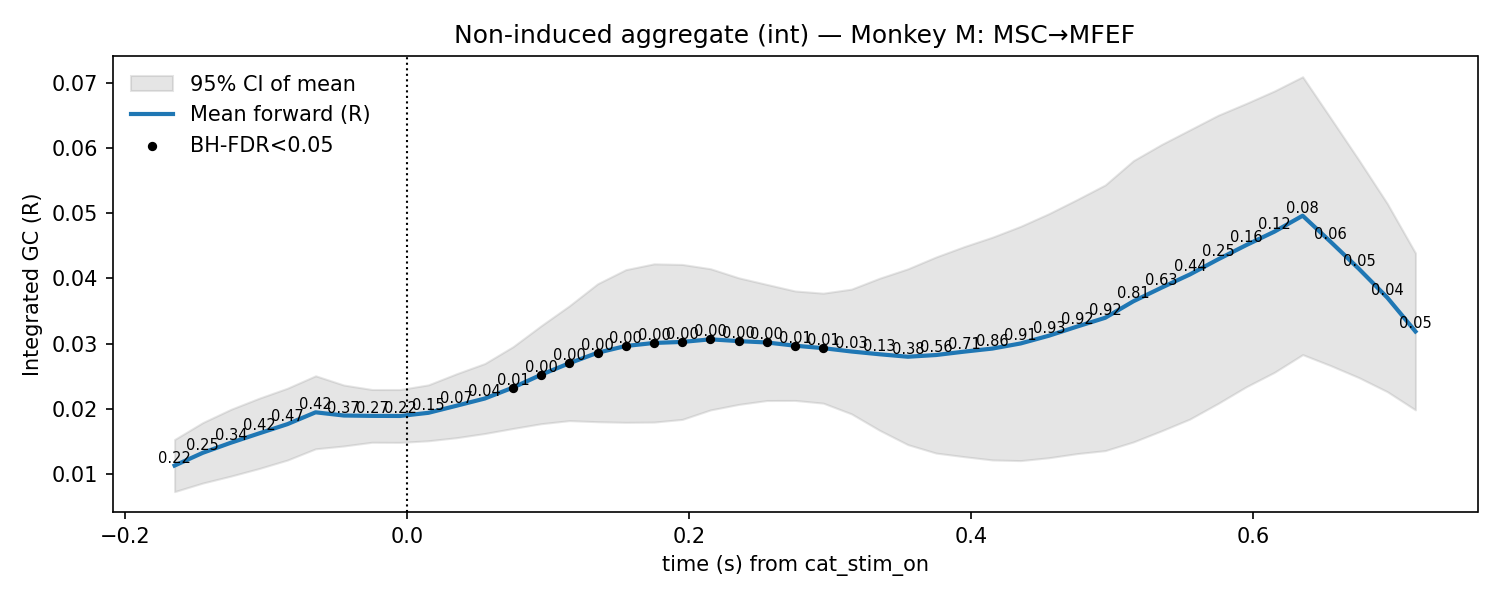 Non-induced aggregate (int) — Monkey M: MSC→MFEF
95% CI of mean
Mean forward (R)
BH-FDR<0.05
Integrated GC (R)
0.07
0.06
0.05
0.04
0.03
0.02
0.01
0.22 0.25 0.34 0.42 0.47 0.42 0.37 0.27 0.22 0.15 0.07 0.04 0.01 0.00 0.00 0.00 0.00 0.00 0.00 0.00 0.00 0.00 0.01 0.01 0.03 0.13 0.38 0.56 0.71 0.86 0.91 0.93 0.92 0.92 0.81 0.63 0.44 0.25 0.16 0.12 0.08 0.06 0.05 0.04 0.05
−0.2 0.0 0.2 0.4 0.6
time (s) from cat_stim_on